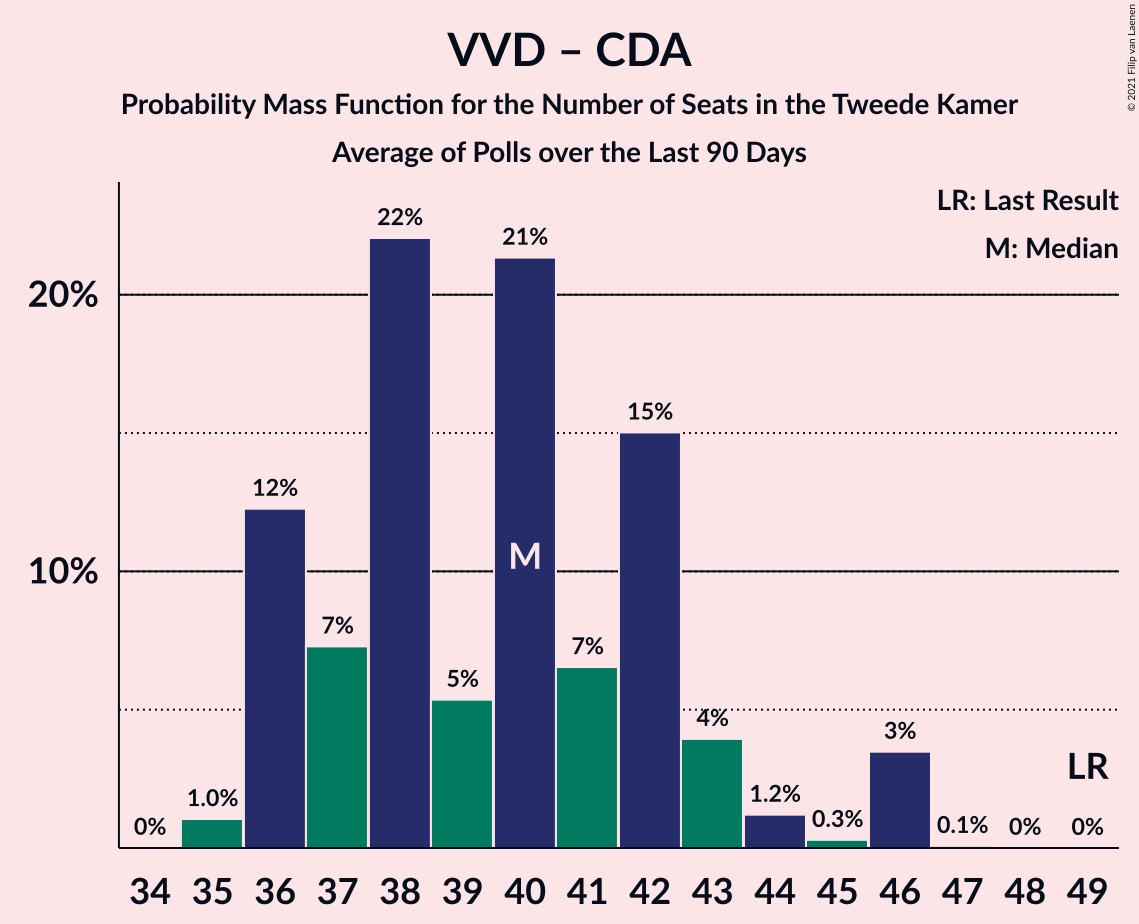 VVD – CDA
Probability Mass Function for the Number of Seats in the Tweede Kamer
Average of Polls over the Last 90 Days
© 2021 Filip van Laenen
LR: Last Result
M: Median
20%
10%
0%
1.0%
12%
7%
22%
5%
21%
7%
15%
4%
1.2%
0.3%
3%
0.1%
0%
0%
M
LR
34 35 36 37 38 39 40 41 42 43 44 45 46 47 48 49